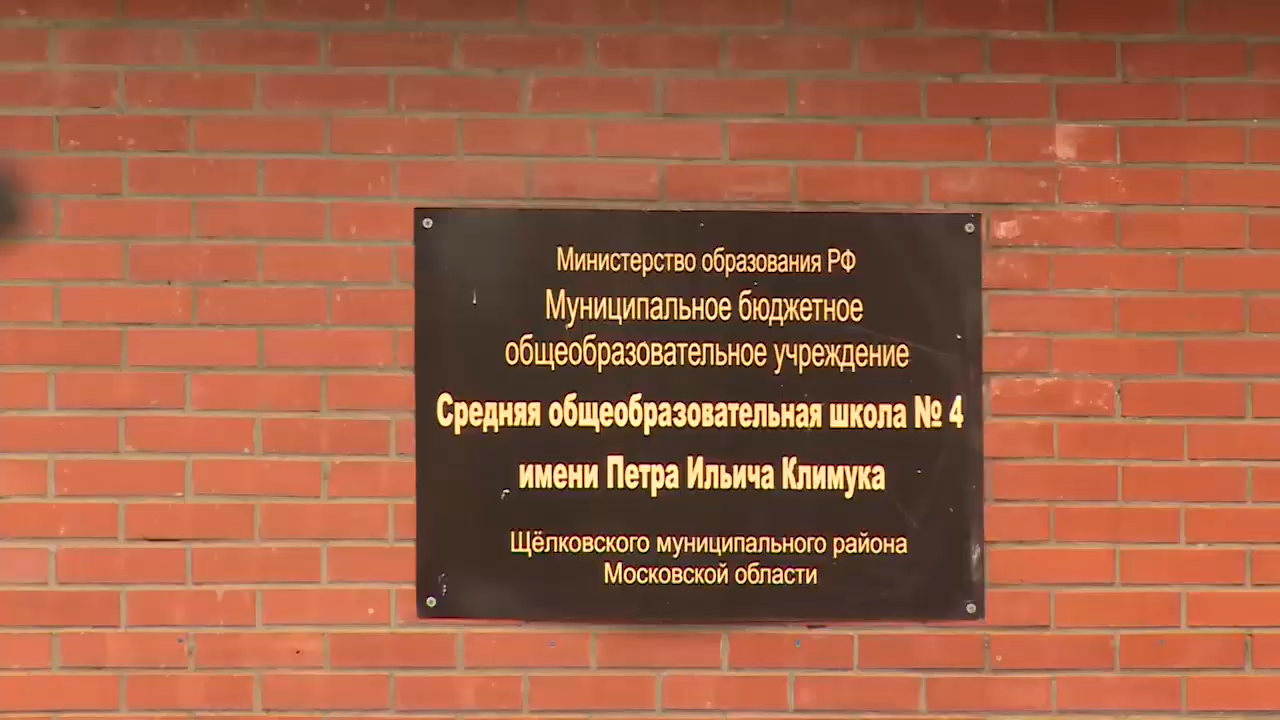 Министерство образования РФ
Муниципальное бюджетное
общеобразовательное учреждение
Средняя общеобразовательная школа № 4
имени Петра Ильича Климука
Щёлковского муниципального района
Московской области